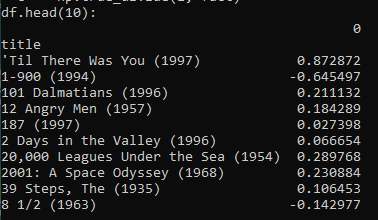 df.head(10):
0
title
'Til There Was You (1997) 0.872872
1-900 (1994) -0.645497
101 Dalmatians (1996) 0.211132
12 Angry Men (1957) 0.184289
187 (1997) 0.027398
2 Days in the Valley (1996) 0.066654
20,000 Leagues Under the Sea (1954) 0.289768
2001: A Space Odyssey (1968) 0.230884
39 Steps, The (1935) 0.106453
8 1/2 (1963) -0.142977